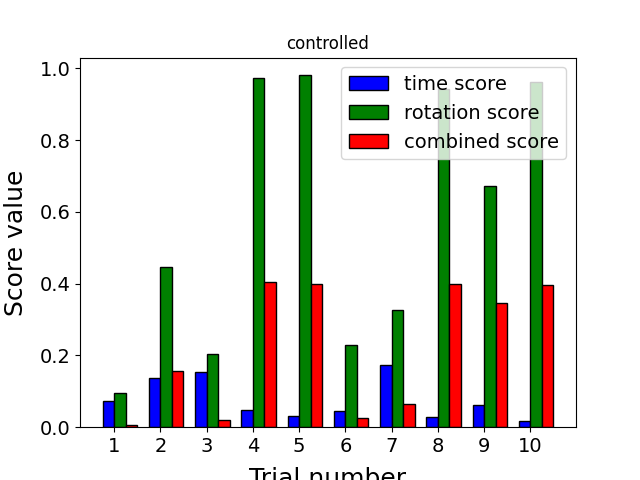 controlled
time score
rotation score
combined score
Score value
1.0
0.8
0.6
0.4
0.2
0.0
1 2 3 4 5 6 7 8 9 10
Trial number